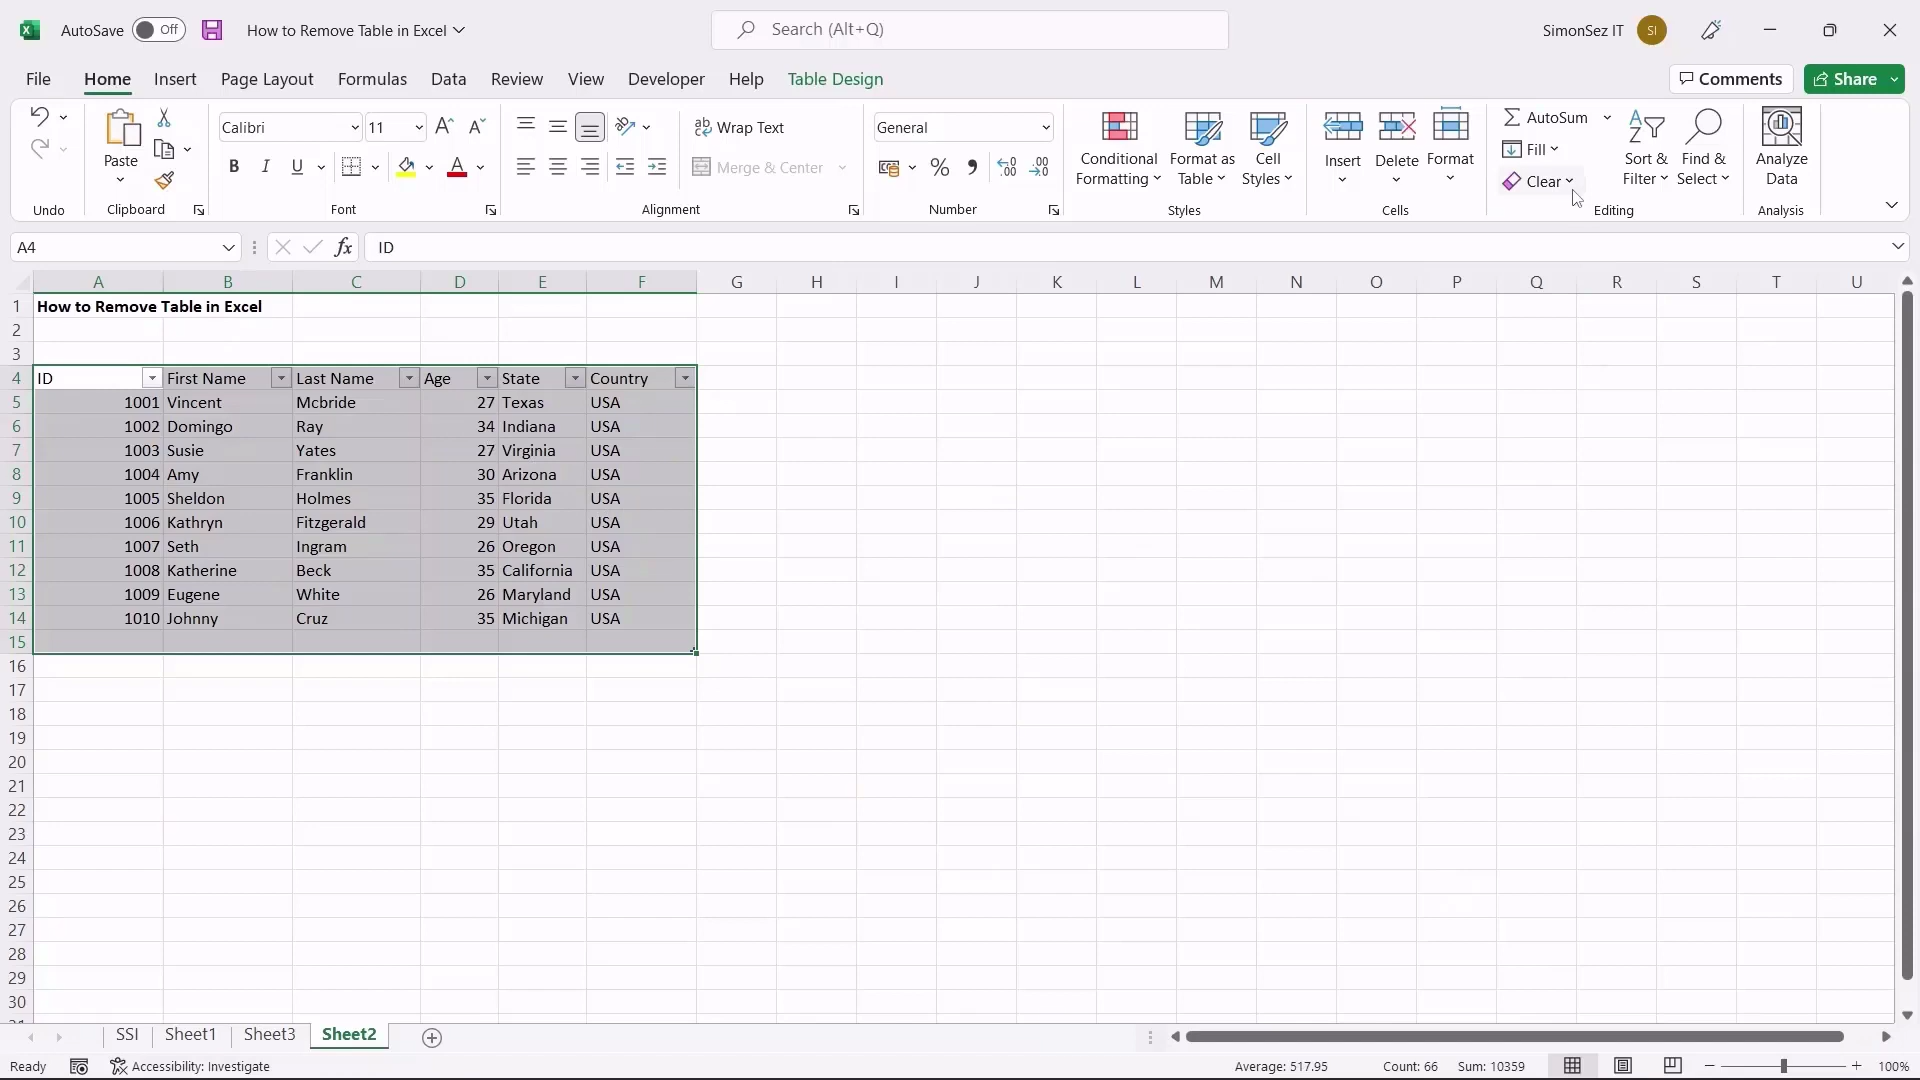 AutoSave Off How to Remove Table in Excel Search (Alt+Q) SimonSez IT SI
File Home Insert Page Layout Formulas Data Review View Developer Help Table Design Comments Share
Calibri 11 ab Wrap Text General AutoSum
Paste B I U A Merge & Center % Conditional Formatting Format as Table Cell Styles Insert Delete Format Fill Sort & Filter Find & Select Analyze Data
Clear
Undo Clipboard Font Alignment Number Styles Cells Editing Analysis
A4 fx ID
A B C D E F G H I J K L M N O P Q R S T U
1 How to Remove Table in Excel
2
3
4 ID First Name Last Name Age State Country
5 1001 Vincent Mcbride 27 Texas USA
6 1002 Domingo Ray 34 Indiana USA
7 1003 Susie Yates 27 Virginia USA
8 1004 Amy Franklin 30 Arizona USA
9 1005 Sheldon Holmes 35 Florida USA
10 1006 Kathryn Fitzgerald 29 Utah USA
11 1007 Seth Ingram 26 Oregon USA
12 1008 Katherine Beck 35 California USA
13 1009 Eugene White 26 Maryland USA
14 1010 Johnny Cruz 35 Michigan USA
15
16
17
18
19
20
21
22
23
24
25
26
27
28
29
30
SSI Sheet1 Sheet3 Sheet2
Ready Accessibility: Investigate Average: 517.95 Count: 66 Sum: 10359 100%